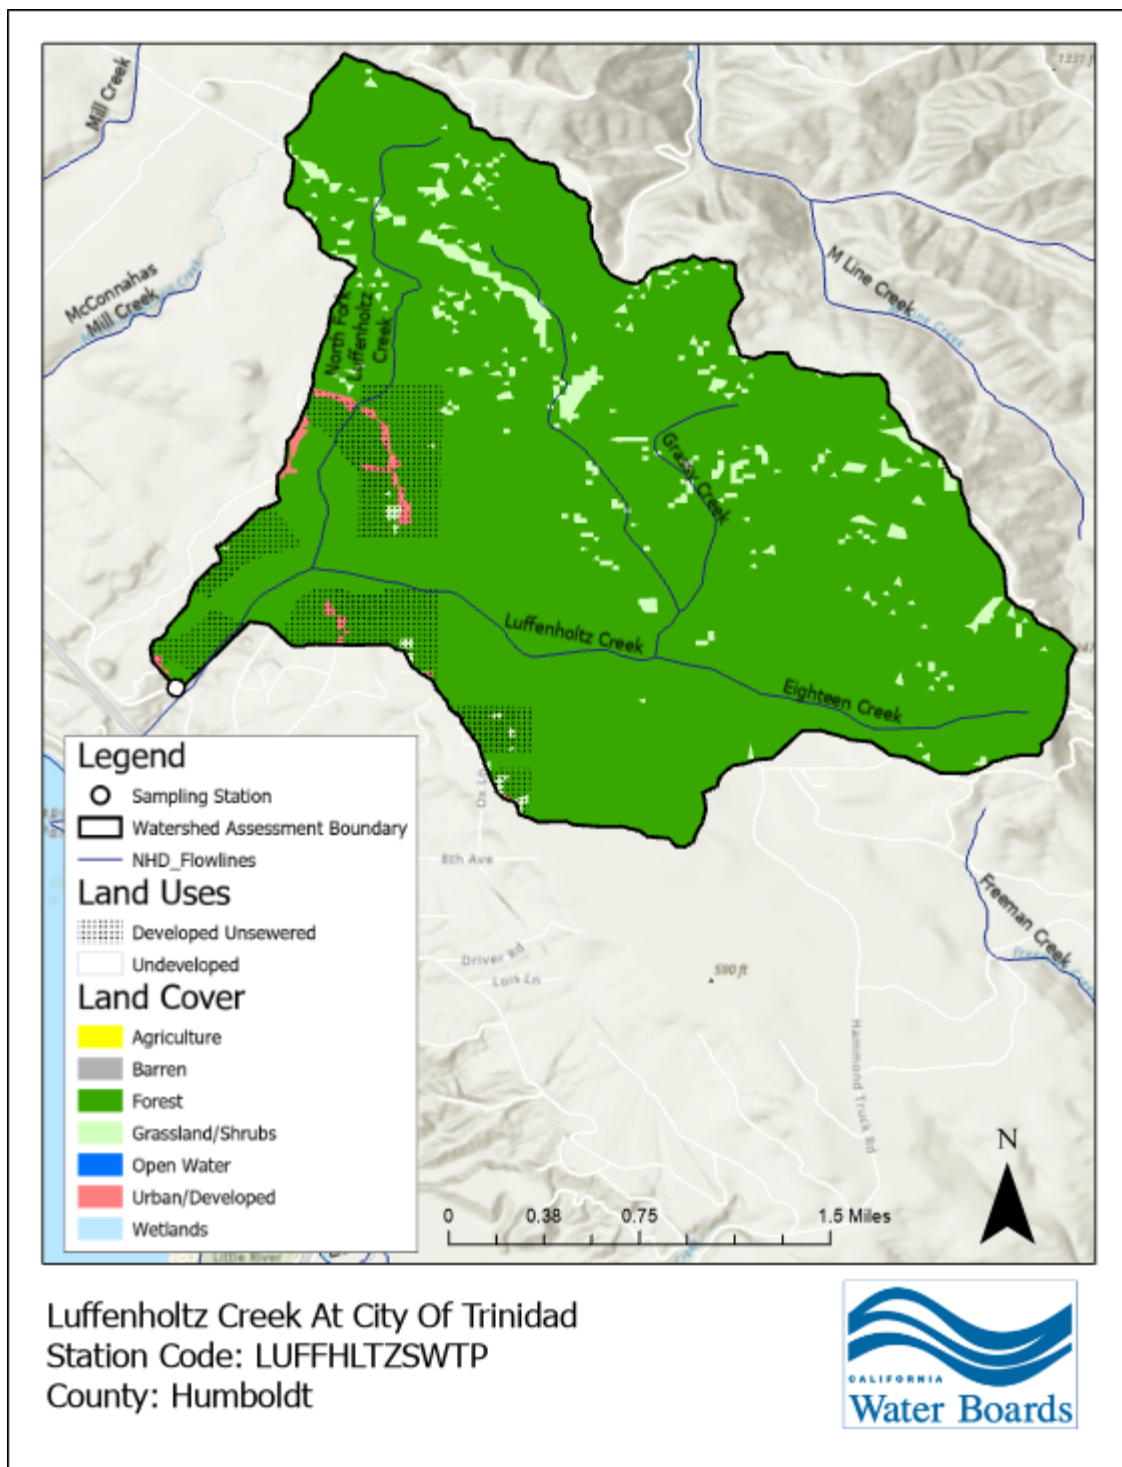 1331 f
Mill Creek
McConnahas
Mill Creek
M Line Creek
North Fork
Luffenholtz
Creek
Grassy Creek
Luffenholtz Creek
Eighteen Creek
Freeman Creek
Ox Ln
8th Ave
Driver Rd
Lois Ln
590 ft
Hammond Truck Rd
Little River
Legend
Sampling Station
Watershed Assessment Boundary
NHD_Flowlines
Land Uses
Developed Unsewered
Undeveloped
Land Cover
Agriculture
Barren
Forest
Grassland/Shrubs
Open Water
Urban/Developed
Wetlands
N
0 0.38 0.75 1.5 Miles
Luffenholtz Creek At City Of Trinidad
Station Code: LUFFHLTZSWTP
County: Humboldt
CALIFORNIA
Water Boards